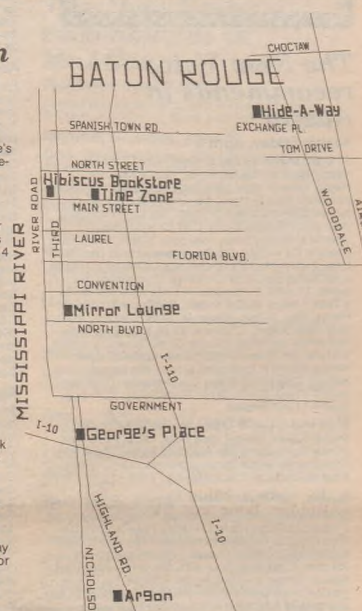 CHOCTAW
BATON ROUGE
Hide-A-Way
EXCHANGE PL.
SPANISH TOWN RD.
TOM DRIVE
NORTH STREET
Hibiscus Bookstore
Time Zone
MAIN STREET
RIVER ROAD
THIRD
WOODDALE
LAUREL
4
FLORIDA BLVD.
MISSISSIPPI RIVER
CONVENTION
Mirror Lounge
NORTH BLVD.
I-110
GOVERNMENT
I-10
George's Place
HIGHLAND RD
I-10
NICHOLSO
Argon